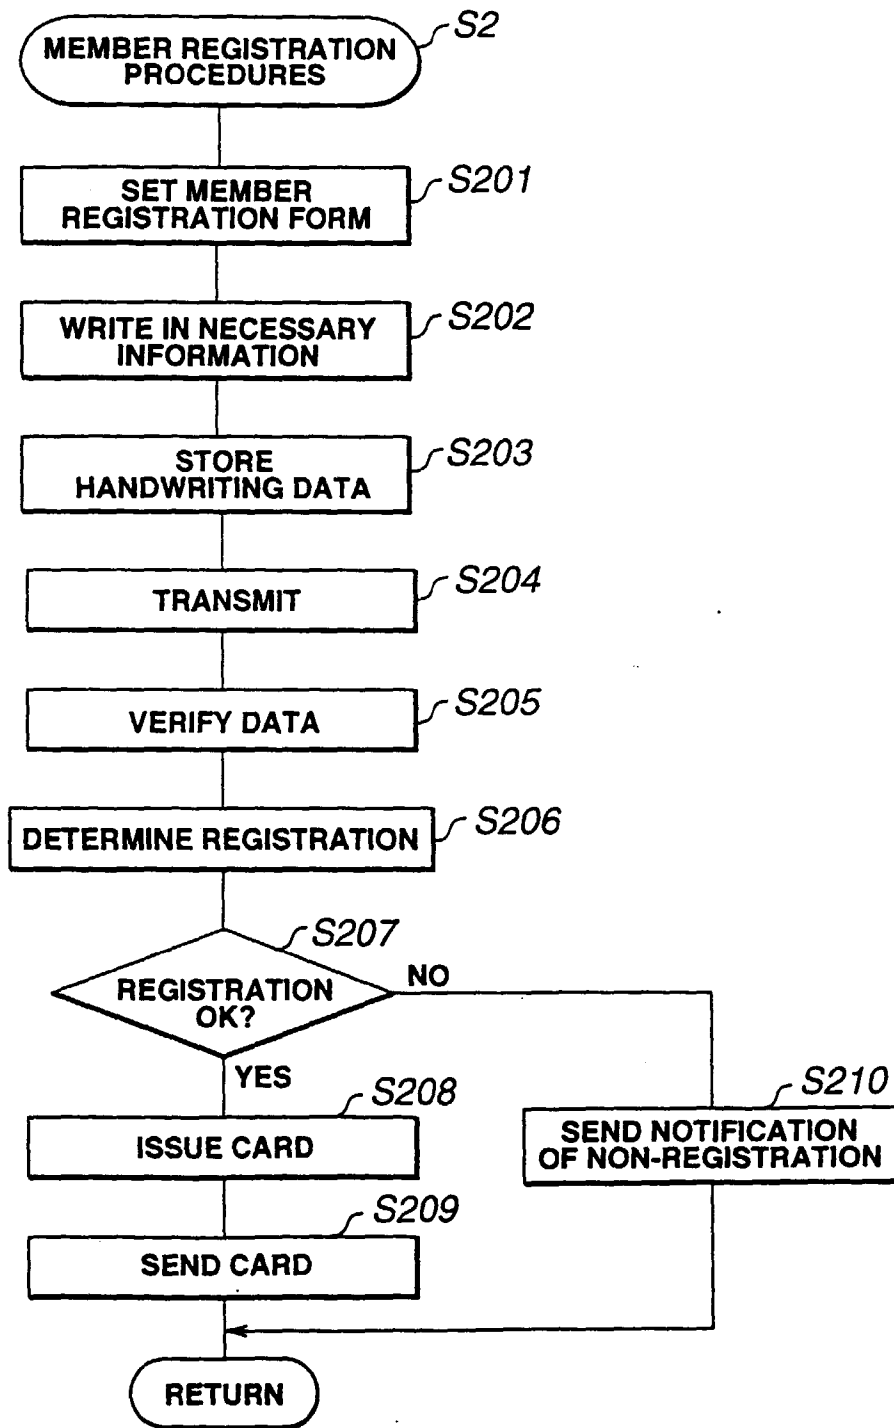 MEMBER REGISTRATION
PROCEDURES
S2
SET MEMBER
REGISTRATION FORM
S201
WRITE IN NECESSARY
INFORMATION
S202
STORE
HANDWRITING DATA
S203
TRANSMIT
S204
VERIFY DATA
S205
DETERMINE REGISTRATION
S206
S207
REGISTRATION
OK?
NO
YES
S208
ISSUE CARD
S210
SEND NOTIFICATION
OF NON-REGISTRATION
S209
SEND CARD
RETURN